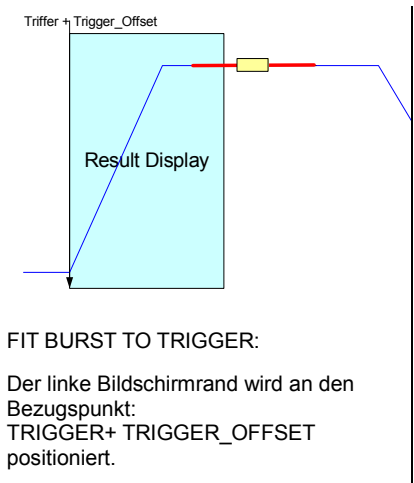 Triffer + Trigger_Offset
Result Display
FIT BURST TO TRIGGER:
Der linke Bildschirmrand wird an den
Bezugspunkt:
TRIGGER+ TRIGGER_OFFSET
positioniert.